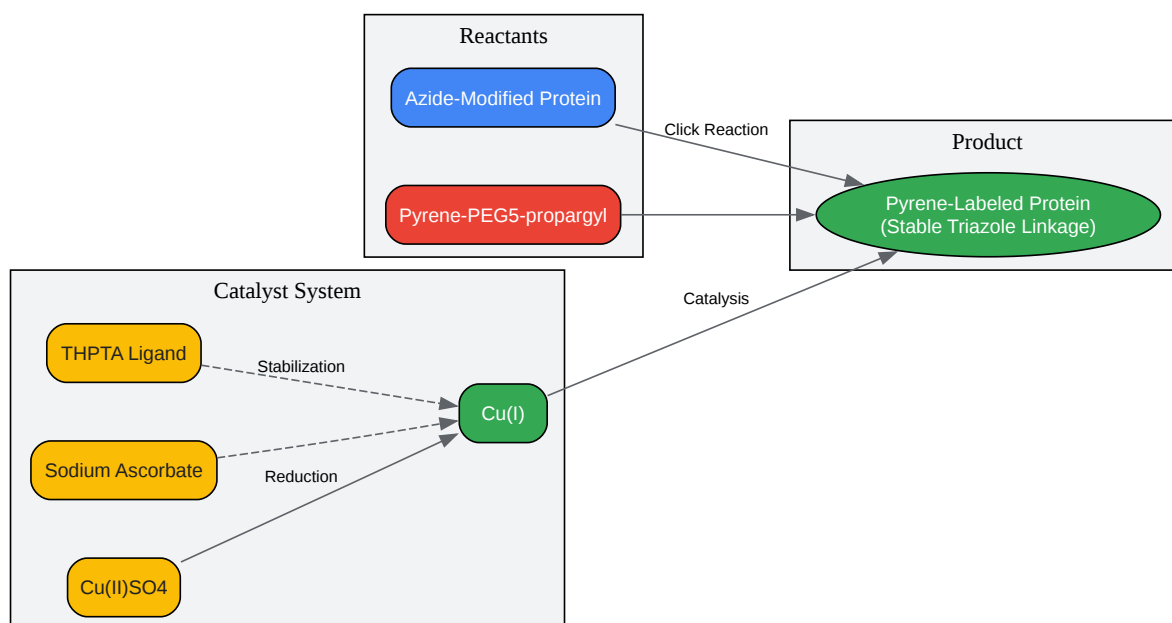 Reactants
Azide-Modified Protein
Click Reaction
Pyrene-PEG5-propargyl
Product
Pyrene-Labeled Protein
(Stable Triazole Linkage)
Catalyst System
THPTA Ligand
Stabilization
Catalysis
Cu(I)
Sodium Ascorbate
Reduction
Cu(II)SO4